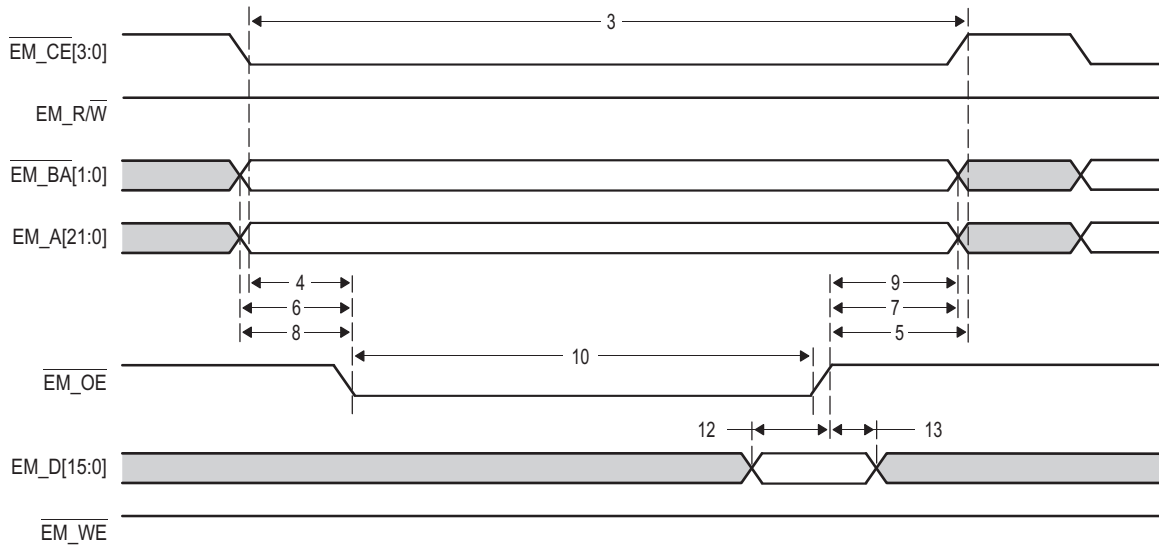 3
EM_CE[3:0]
EM_R/W
EM_BA[1:0]
EM_A[21:0]
4
9
6
7
8
5
10
EM_OE
12
13
EM_D[15:0]
EM_WE